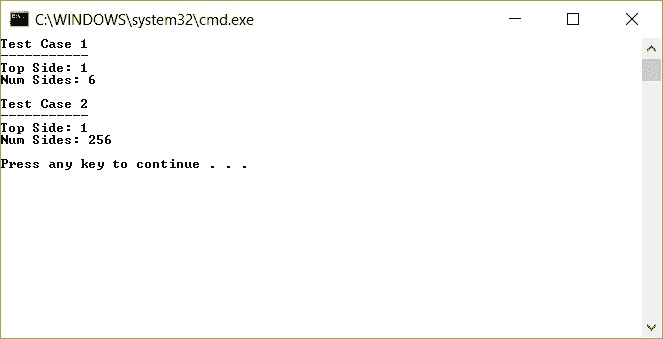 C:\WINDOWS\system32\cmd.exe
Test Case 1
-----------
Top Side: 1
Num Sides: 6
Test Case 2
-----------
Top Side: 1
Num Sides: 256
Press any key to continue . . .